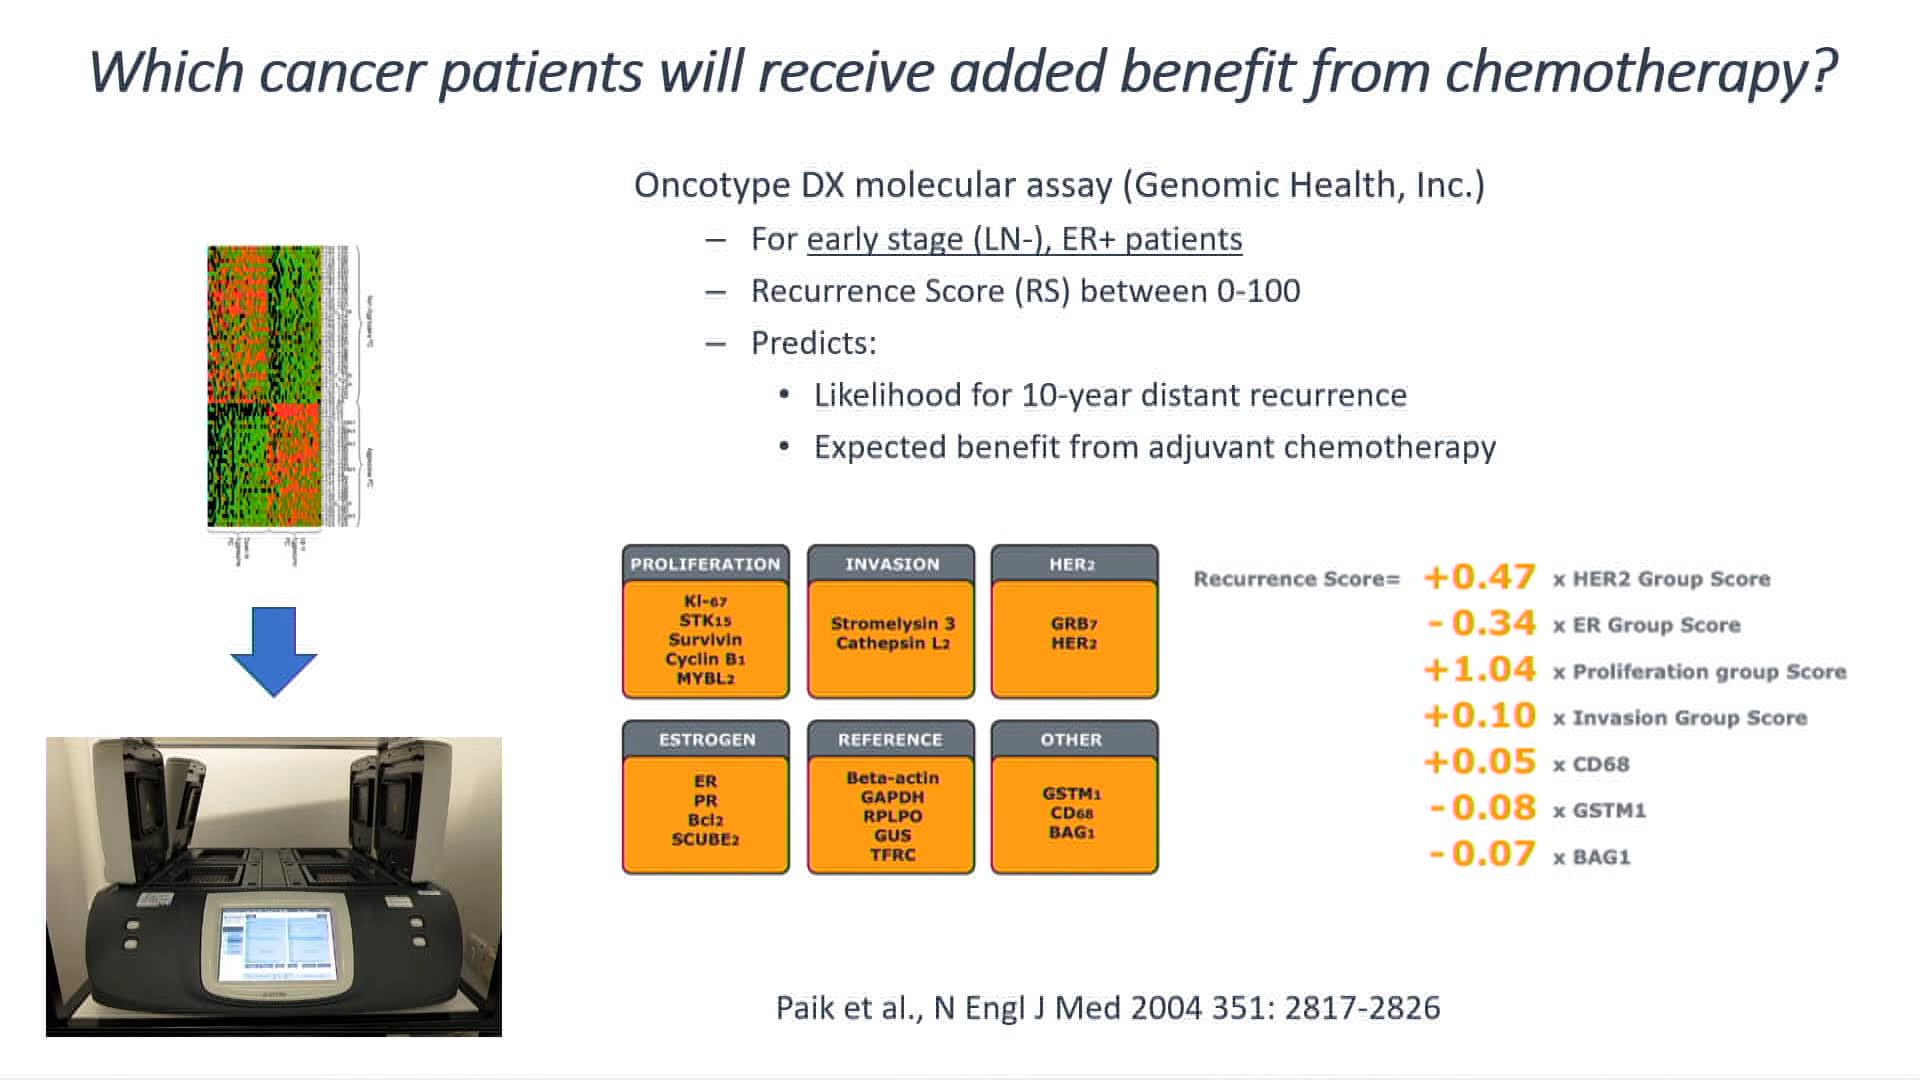 Which cancer patients will receive added benefit from chemotherapy?
Oncotype DX molecular assay (Genomic Health, Inc.)
– For early stage (LN-), ER+ patients
– Recurrence Score (RS) between 0-100
– Predicts:
• Likelihood for 10-year distant recurrence
• Expected benefit from adjuvant chemotherapy
PROLIFERATION
KI-67
STK15
Survivin
Cyclin B1
MYBL2
INVASION
Stromelysin 3
Cathepsin L2
HER2
GRB7
HER2
ESTROGEN
ER
PR
Bcl2
SCUBE2
REFERENCE
Beta-actin
GAPDH
RPLPO
GUS
TFRC
OTHER
GSTM1
CD68
BAG1
Recurrence Score= +0.47 x HER2 Group Score
- 0.34 x ER Group Score
+1.04 x Proliferation group Score
+0.10 x Invasion Group Score
+0.05 x CD68
- 0.08 x GSTM1
- 0.07 x BAG1
Paik et al., N Engl J Med 2004 351: 2817-2826